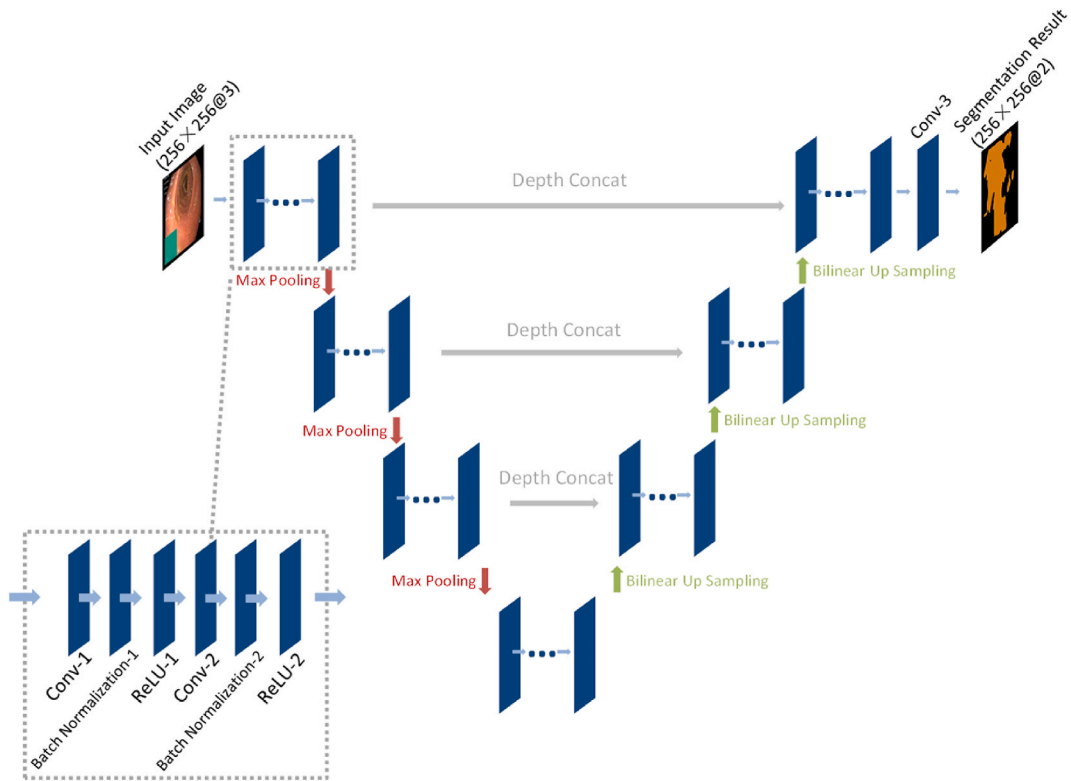 Input Image
(256×256@3)
Depth Concat
Conv-3
Segmentation Result
(256×256@2)
Max Pooling
Bilinear Up Sampling
Depth Concat
Max Pooling
Bilinear Up Sampling
Depth Concat
Max Pooling
Bilinear Up Sampling
Conv-1
Batch Normalization-1
ReLU-1
Conv-2
Batch Normalization-2
ReLU-2